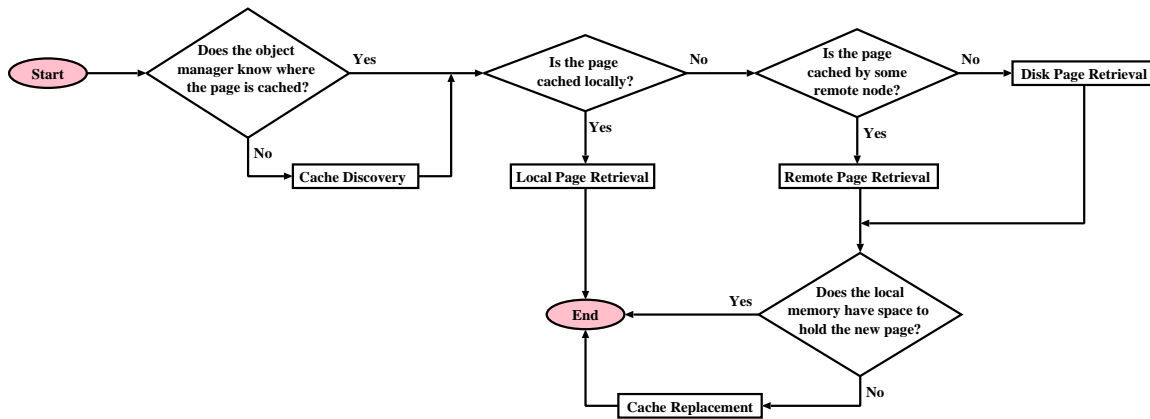 Start
Does the object
manager know where
the page is cached?
Yes
No
Cache Discovery
Is the page
cached locally?
No
Yes
Local Page Retrieval
Is the page
cached by some
remote node?
No
Disk Page Retrieval
Yes
Remote Page Retrieval
Does the local
memory have space to
hold the new page?
Yes
End
No
Cache Replacement